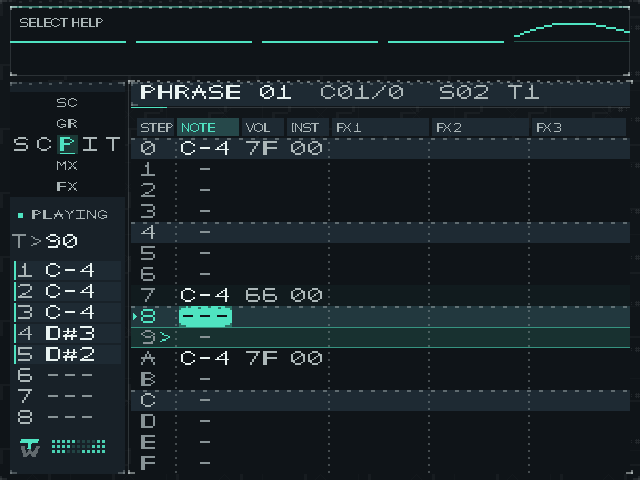 SELECT HELP
PHRASE 01 C01/0 S02 T1
SC
GR
SCPIT
MX
FX
PLAYING
T>90
1 C-4
2 C-4
3 C-4
4 D#3
5 D#2
6 ---
7 ---
8 ---
TW
STEP NOTE VOL INST FX1 FX2 FX3
0 C-4 7F 00
1 -
2 -
3 -
4 -
5 -
6 -
7 C-4 66 00
8 ---
9> -
A C-4 7F 00
B -
C -
D -
E -
F -